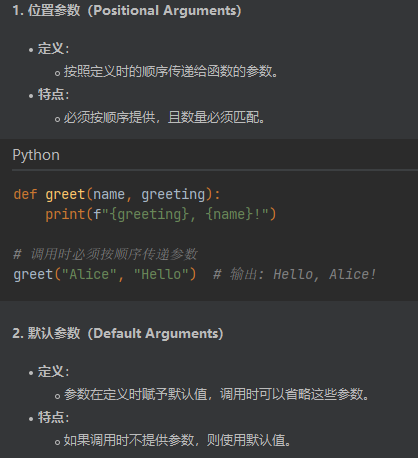 1. 位置参数（Positional Arguments）
• 定义：
◦ 按照定义时的顺序传递给函数的参数。
• 特点：
◦ 必须按顺序提供，且数量必须匹配。
Python
def greet(name, greeting):
    print(f"{greeting}, {name}!")
# 调用时必须按顺序传递参数
greet("Alice", "Hello")  # 输出: Hello, Alice!
2. 默认参数（Default Arguments）
• 定义：
◦ 参数在定义时赋予默认值，调用时可以省略这些参数。
• 特点：
◦ 如果调用时不提供参数，则使用默认值。